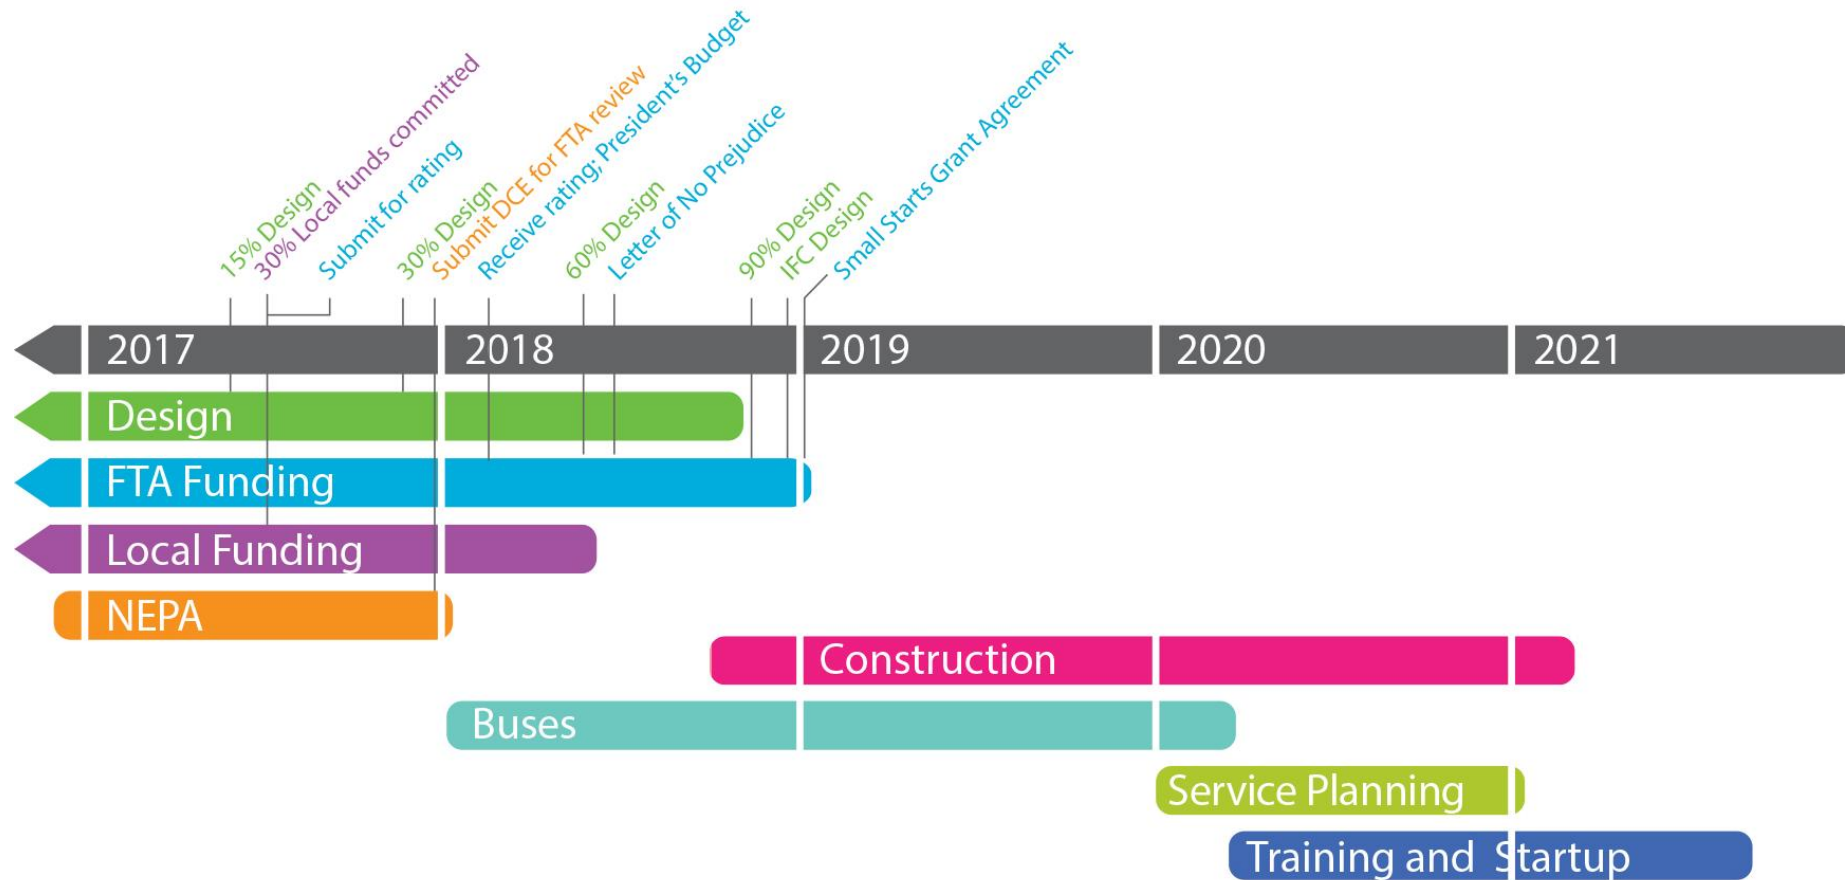 15% Design
30% Local funds committed
Submit for rating
30% Design
Submit DCE for FTA review
Receive rating; President's Budget
60% Design
Letter of No Prejudice
90% Design
IFC Design
Small Starts Grant Agreement
2017 2018 2019 2020 2021
Design
FTA Funding
Local Funding
NEPA
Construction
Buses
Service Planning
Training and Startup